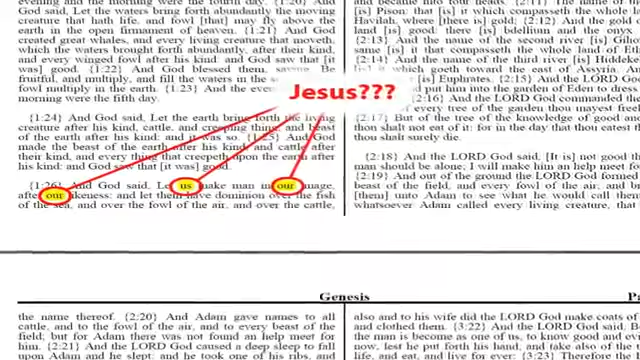 evening and the morning were the fourth day. {1:20} And
God said, Let the waters bring forth abundantly the moving
creature that hath life, and fowl [that] may fly above the
earth in the open firmament of heaven. {1:21} And God
created great whales, and every living creature that moveth,
which the waters brought forth abundantly, after their kind,
and every winged fowl after his kind: and God saw that [it
was] good. {1:22} And God blessed them, saying, Be
fruitful, and multiply, and fill the waters in the
fowl multiply in the earth. {1:23} And the
morning were the fifth day.
{1:24} And God said, Let the earth bring forth the
creature after his kind, cattle, and creeping thing, and beast
of the earth after his kind: and it was so. {1:25} And God
made the beast of the earth after his kind, and cattle after
their kind, and every thing that creepeth upon the earth after
his kind: and God saw that [it was] good.
{1:26} And God said, Let us make man in our image,
after our likeness: and let them have dominion over the fish
of the sea, and over the fowl of the air, and over the cattle,
Jesus???
and became into four heads. {2:11} The name of the
Havilah, where [there is] gold; {2:12} And the gold
land [is] good: there [is] bdellium and the onyx
{2:13} And the name of the second river [is]
same [is] it that compasseth the whole land of
And the name of the third river [is]
it which goeth toward the east of Assyria.
[is] Euphrates. {2:15} And the LORD God
put him into the garden of Eden to dress
{2:16} And the LORD God commanded
every tree of the garden thou mayest
{2:17} But of the tree of the knowledge of good and
thou shalt not eat of it: for in the day that thou eatest
thou shalt surely die.
{2:18} And the LORD God said, [It is] not good
man should be alone; I will make him an help meet
{2:19} And out of the ground the LORD God formed
beast of the field, and every fowl of the air; and
[them] unto Adam to see what he would call
whatsoever Adam called every living creature, that
Genesis
the name thereof. {2:20} And Adam gave names to all
cattle, and to the fowl of the air, and to every beast of the
field; but for Adam there was not found an help meet for
him. {2:21} And the LORD God caused a deep sleep to fall
upon Adam and he slept: and he took one of his ribs, and
also and to his wife did the LORD God make coats of
and clothed them. {3:22} And the LORD God said,
the man is become as one of us, to know good and
now, lest he put forth his hand, and take also of the
life, and eat, and live for ever: {3:23} Therefore the